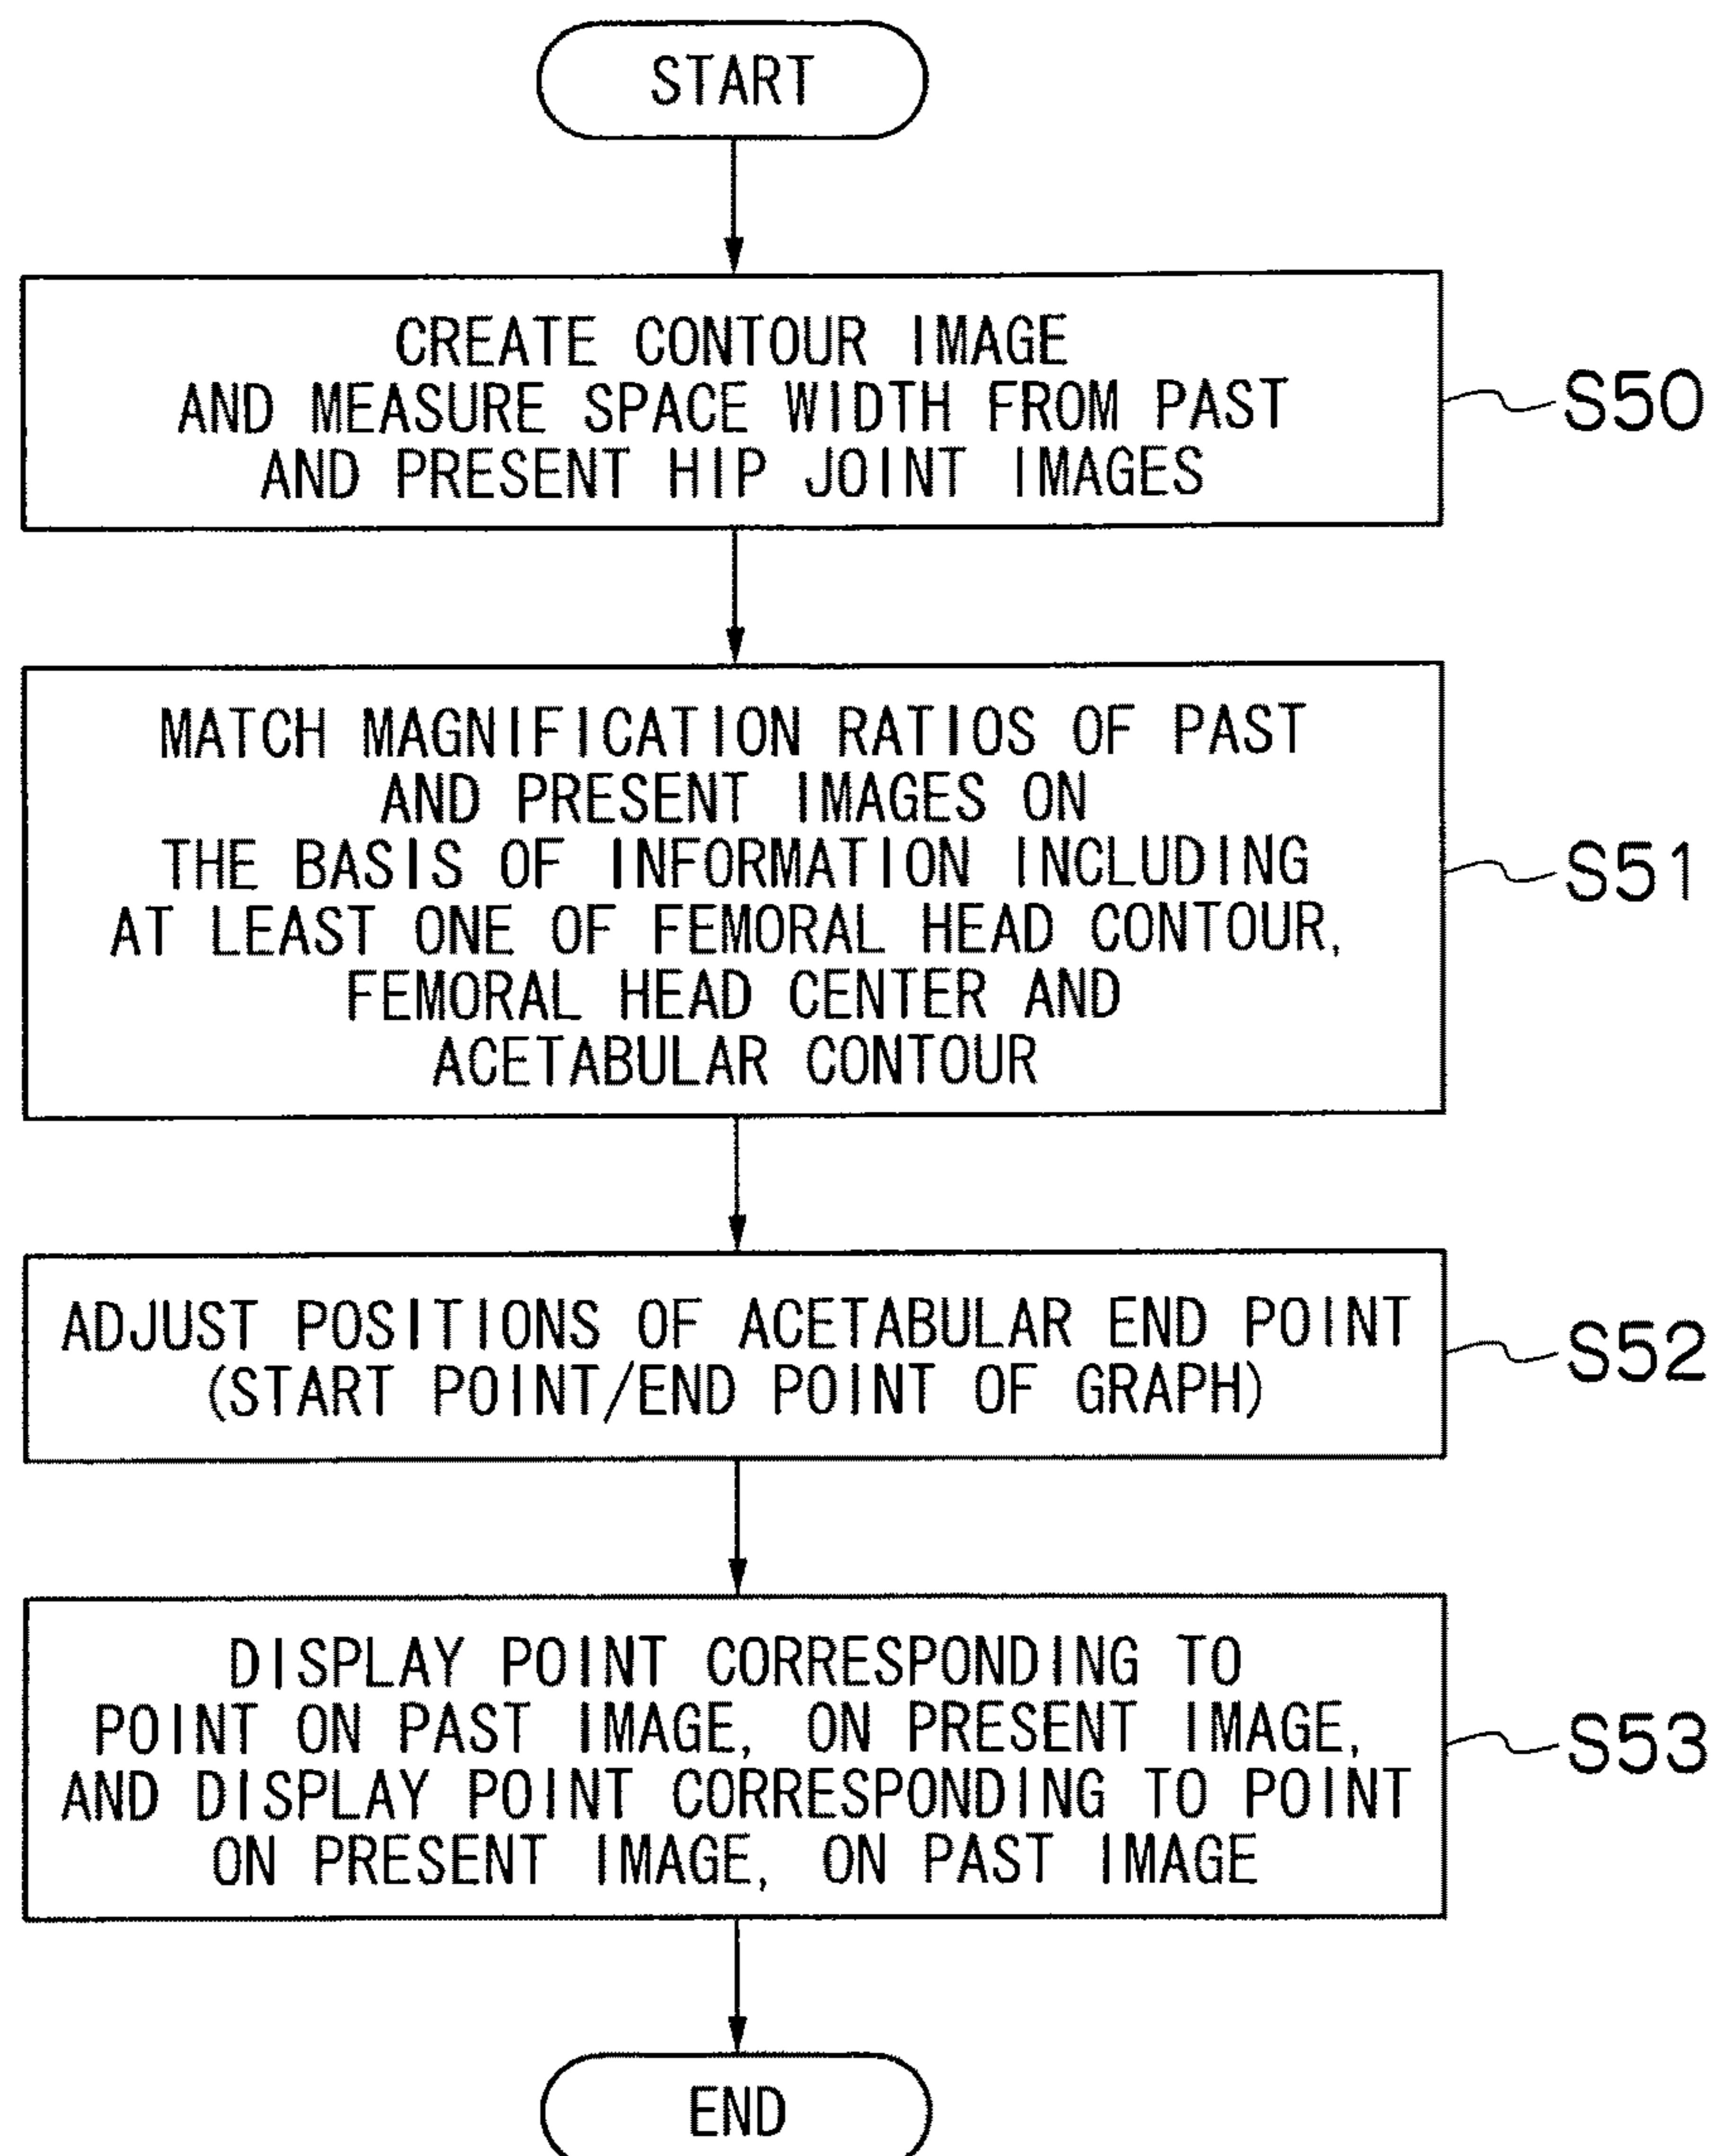 START
CREATE CONTOUR IMAGE
AND MEASURE SPACE WIDTH FROM PAST
AND PRESENT HIP JOINT IMAGES
S50
MATCH MAGNIFICATION RATIOS OF PAST
AND PRESENT IMAGES ON
THE BASIS OF INFORMATION INCLUDING
AT LEAST ONE OF FEMORAL HEAD CONTOUR,
FEMORAL HEAD CENTER AND
ACETABULAR CONTOUR
S51
ADJUST POSITIONS OF ACETABULAR END POINT
(START POINT/END POINT OF GRAPH)
S52
DISPLAY POINT CORRESPONDING TO
POINT ON PAST IMAGE, ON PRESENT IMAGE,
AND DISPLAY POINT CORRESPONDING TO POINT
ON PRESENT IMAGE, ON PAST IMAGE
S53
END